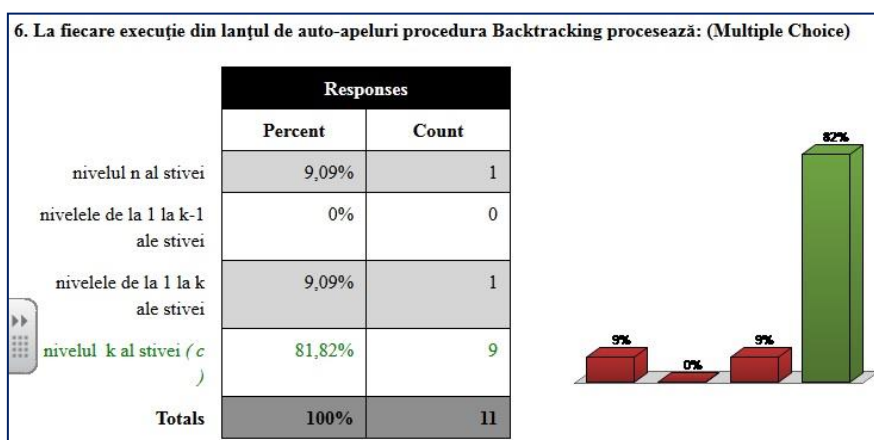 6. La fiecare execuţie din lanţul de auto-apeluri procedura Backtracking procesează: (Multiple Choice)
Responses
Percent Count
nivelul n al stivei 9,09% 1
nivelele de la 1 la k-1 0% 0
ale stivei
nivelele de la 1 la k 9,09% 1
ale stivei
nivelul k al stivei ( c 81,82% 9
)
Totals 100% 11
82%
9% 0% 9%